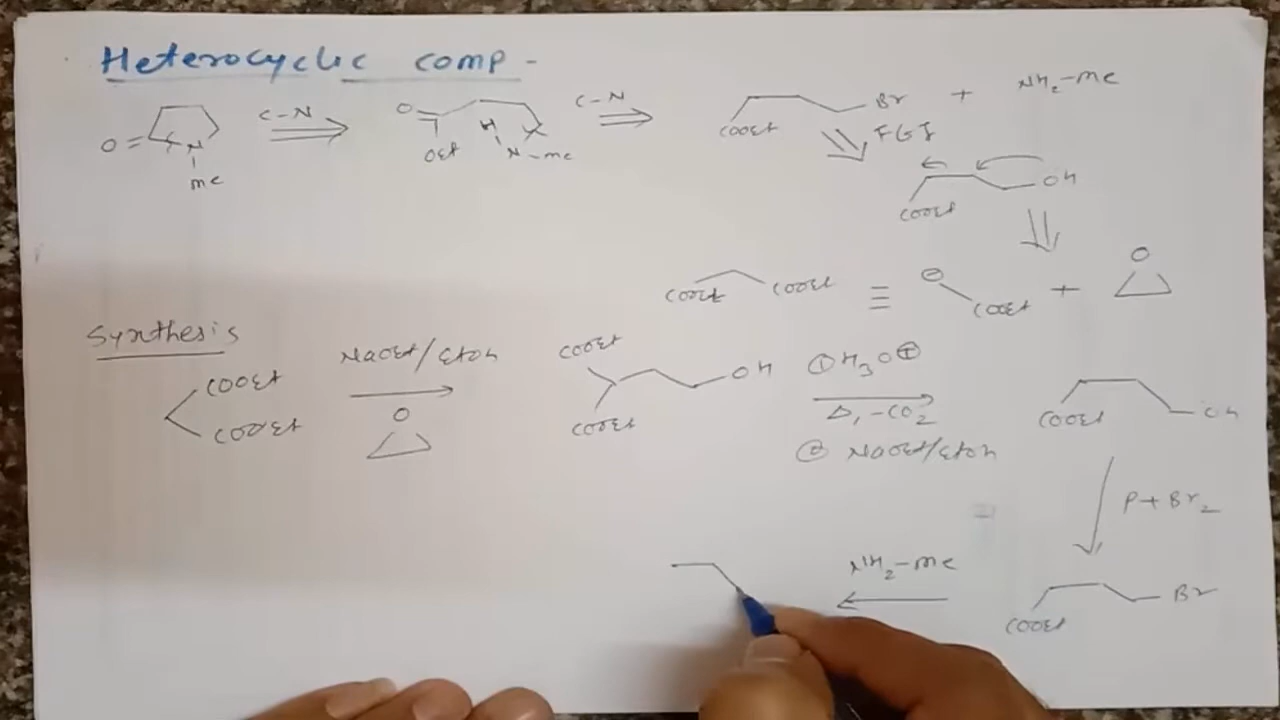 Heterocyclic comp -
O= N me
C-N
O OEt H N-me
C-N
COOEt Br + NH2-me
FGI
COOEt OH
COOEt COOEt ≡ ⊖ COOEt + O
Synthesis
COOEt COOEt
NaOEt/EtOH
O
COOEt COOEt OH
① H3O⊕
Δ, -CO2
② NaOEt/EtOH
COOEt OH
P+Br2
COOEt Br
NH2-me